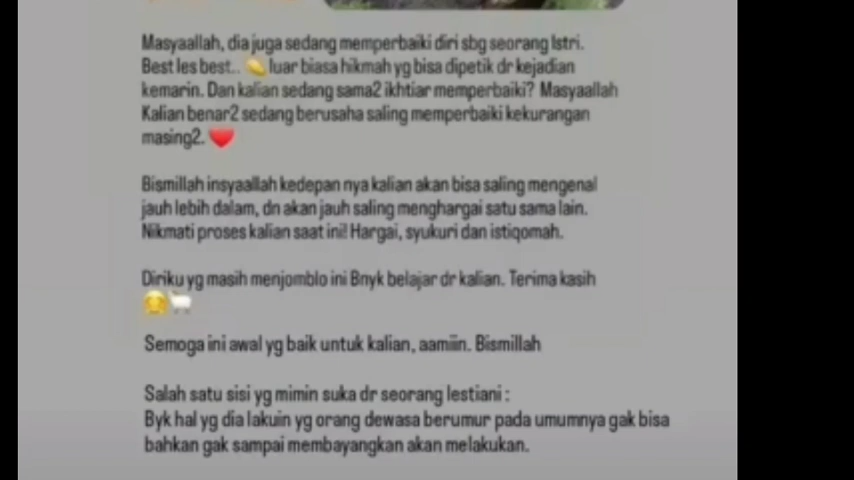 Masyaallah, dia juga sedang memperbaiki diri sbg seorang Istri.
Best les best.. luar biasa hikmah yg bisa dipetik dr kejadian
kemarin. Dan kalian sedang sama2 ikhtiar memperbaiki? Masyaallah
Kalian benar2 sedang berusaha saling memperbaiki kekurangan
masing2.
Bismillah insyaallah kedepan nya kalian akan bisa saling mengenal
jauh lebih dalam, dn akan jauh saling menghargai satu sama lain.
Nikmati proses kalian saat ini! Hargai, syukuri dan istiqomah.
Diriku yg masih menjomblo ini Bnyk belajar dr kalian. Terima kasih
Semoga ini awal yg baik untuk kalian, aamiin. Bismillah
Salah satu sisi yg mimin suka dr seorang lestiani :
Byk hal yg dia lakuin yg orang dewasa berumur pada umumnya gak bisa
bahkan gak sampai membayangkan akan melakukan.